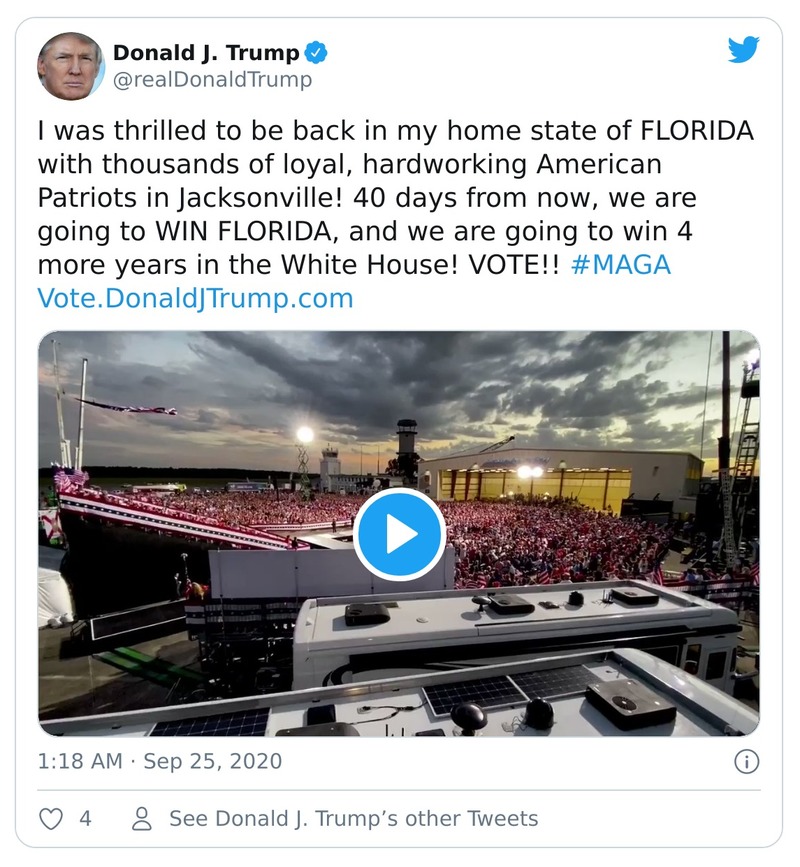 Donald J. Trump
@realDonaldTrump
I was thrilled to be back in my home state of FLORIDA
with thousands of loyal, hardworking American
Patriots in Jacksonville! 40 days from now, we are
going to WIN FLORIDA, and we are going to win 4
more years in the White House! VOTE!! #MAGA
Vote.DonaldJTrump.com
1:18 AM · Sep 25, 2020
4
See Donald J. Trump’s other Tweets